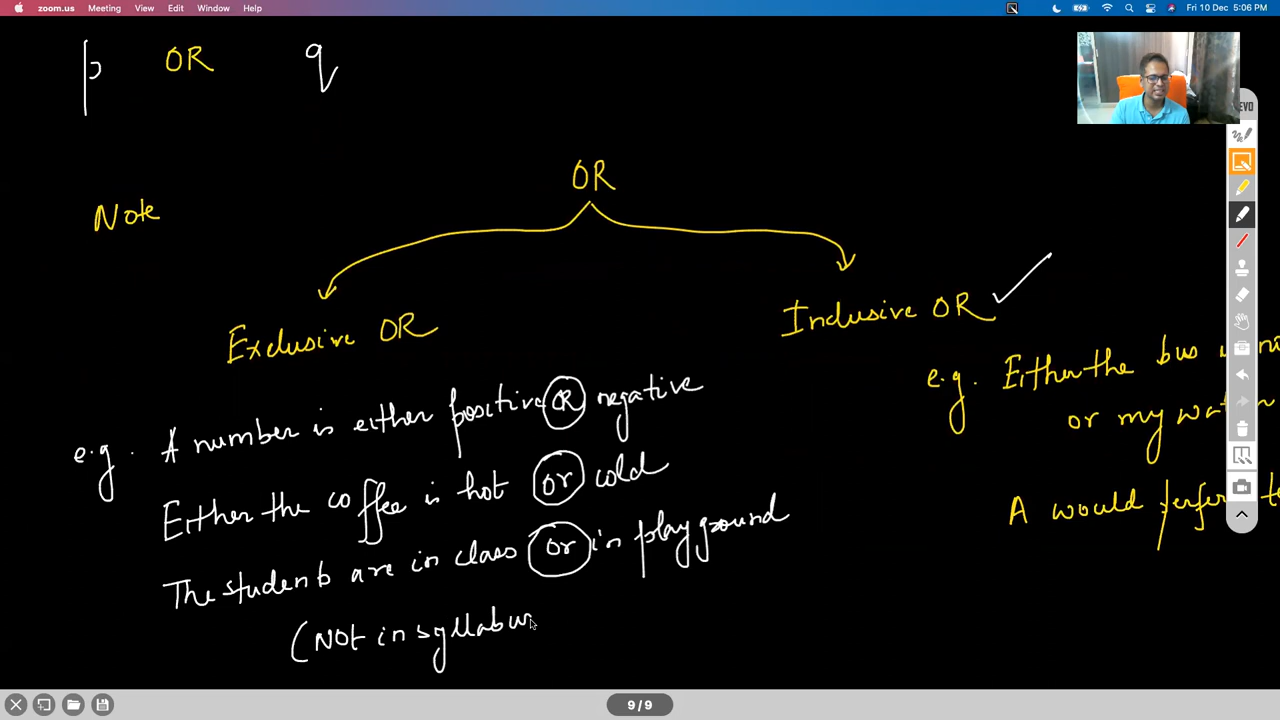 zoom.us Meeting View Edit Window Help Fri 10 Dec 5:06 PM
p OR q
OR
Note
Exclusive OR
Inclusive OR
e.g. A number is either positive OR negative
Either the coffee is hot or cold
The students are in class or in playground
(Not in syllabus
e.g. Either the bus
or my
A would
9 / 9